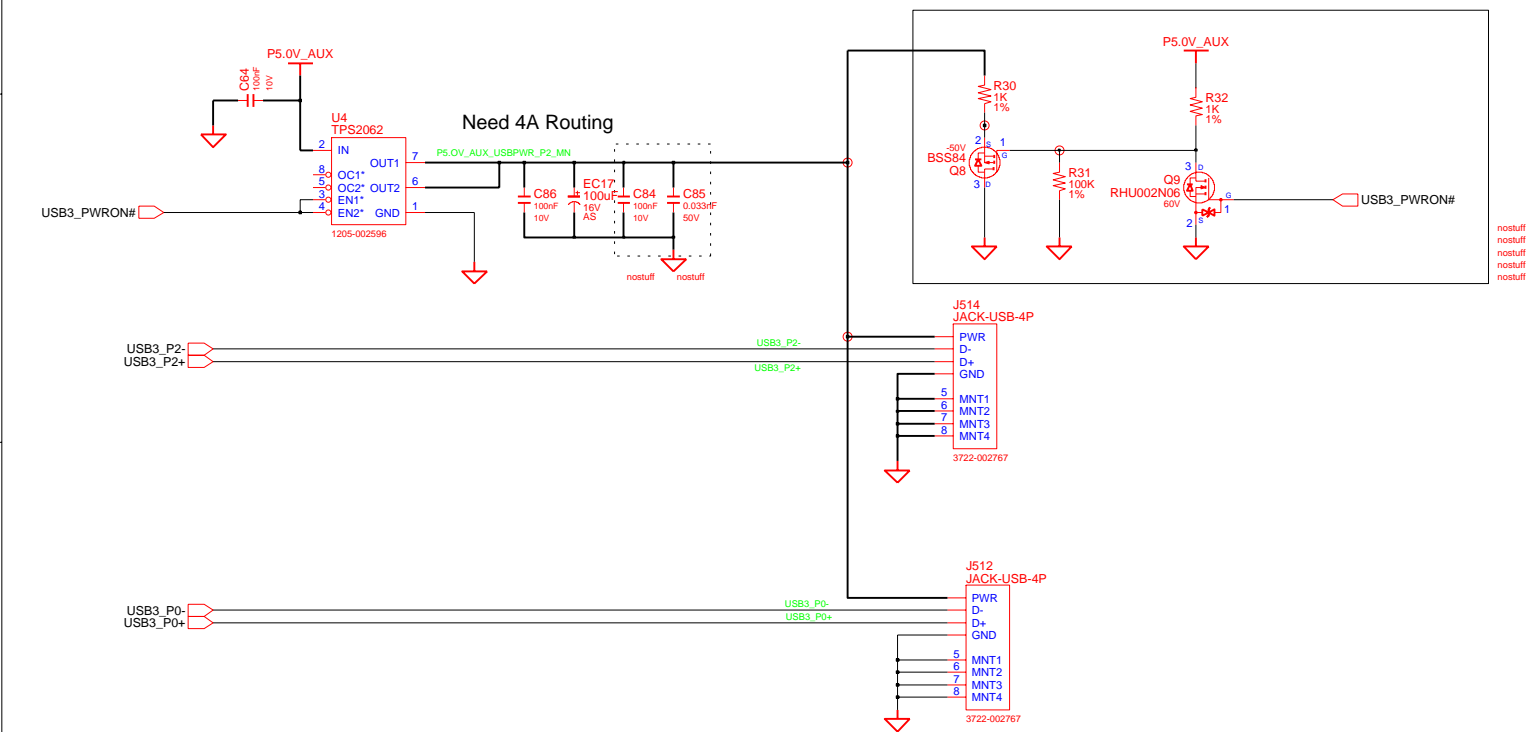 P5.0V_AUX
C64
100nF
10V
U4
TPS2062
2 IN
OUT1 7
8 OC1*
5 OC2* OUT2 6
3 EN1*
4 EN2* GND 1
1205-002596
USB3_PWRON#
Need 4A Routing
P5.0V_AUX_USBPWR_P2_MN
C86
100nF
10V
EC17
100uF
16V
AS
C84
100nF
10V
C85
0.033nF
50V
nostuff nostuff
R30
1K
1%
-50V
BSS84
Q8
2 S
1
G
3 D
R31
100K
1%
P5.0V_AUX
R32
1K
1%
3 D
Q9
RHU002N06
60V
G
1
2 S
USB3_PWRON#
nostuff
nostuff
nostuff
nostuff
nostuff
J514
JACK-USB-4P
PWR
D-
D+
GND
5 MNT1
6 MNT2
7 MNT3
8 MNT4
3722-002767
USB3_P2-
USB3_P2+
USB3_P2-
USB3_P2+
J512
JACK-USB-4P
PWR
D-
D+
GND
5 MNT1
6 MNT2
7 MNT3
8 MNT4
3722-002767
USB3_P0-
USB3_P0+
USB3_P0-
USB3_P0+